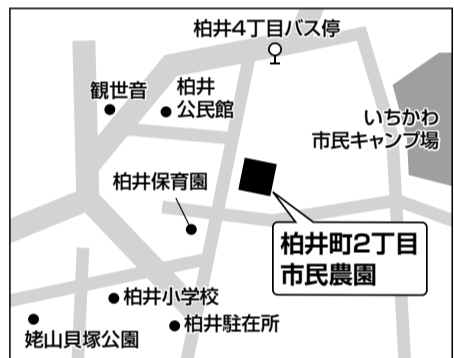 柏井4丁目バス停
観世音
柏井
公民館
いちかわ
市民キャンプ場
柏井保育園
柏井町2丁目
市民農園
柏井小学校
柏井駐在所
姥山貝塚公園